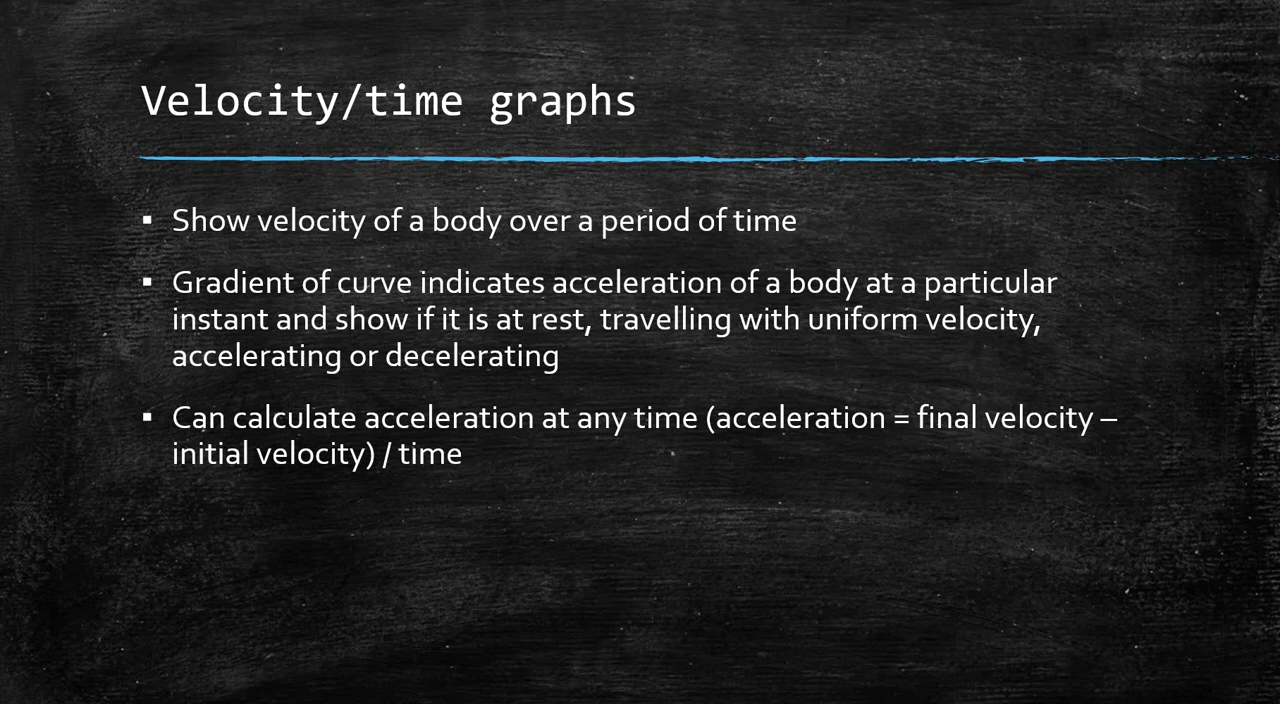 Velocity/time graphs
▪ Show velocity of a body over a period of time
▪ Gradient of curve indicates acceleration of a body at a particular
instant and show if it is at rest, travelling with uniform velocity,
accelerating or decelerating
▪ Can calculate acceleration at any time (acceleration = final velocity –
initial velocity) / time